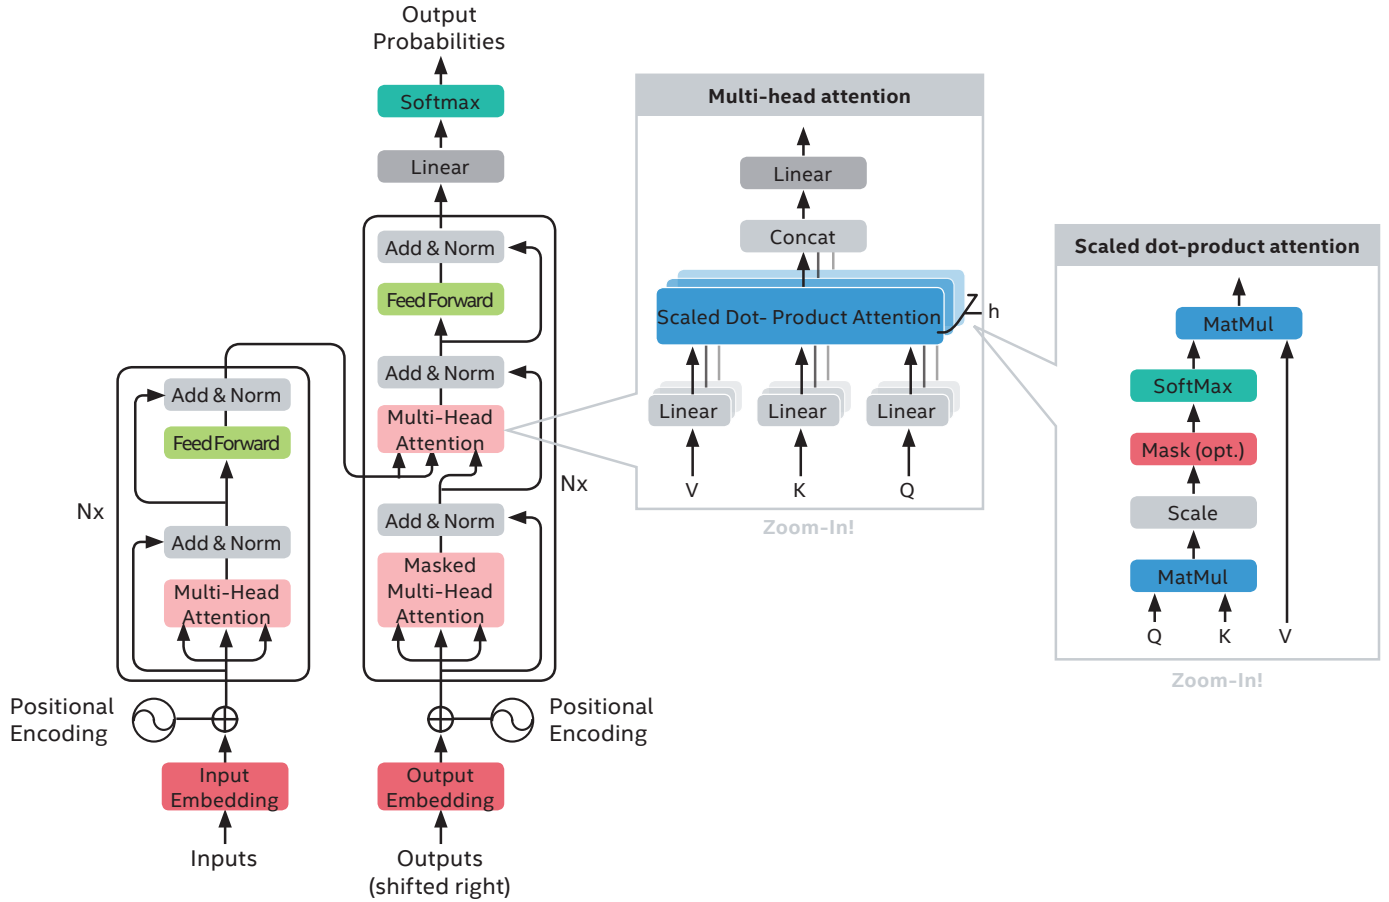 Output
Probabilities
Softmax
Linear
Add & Norm
Feed Forward
Add & Norm
Multi-Head
Attention
Nx
Add & Norm
Masked
Multi-Head
Attention
Positional
Encoding
Output
Embedding
Outputs
(shifted right)
Add & Norm
Feed Forward
Nx
Add & Norm
Multi-Head
Attention
Positional
Encoding
Input
Embedding
Inputs
Multi-head attention
Linear
Concat
Scaled Dot- Product Attention
h
Linear
Linear
Linear
V
K
Q
Zoom-In!
Scaled dot-product attention
MatMul
SoftMax
Mask (opt.)
Scale
MatMul
Q
K
V
Zoom-In!